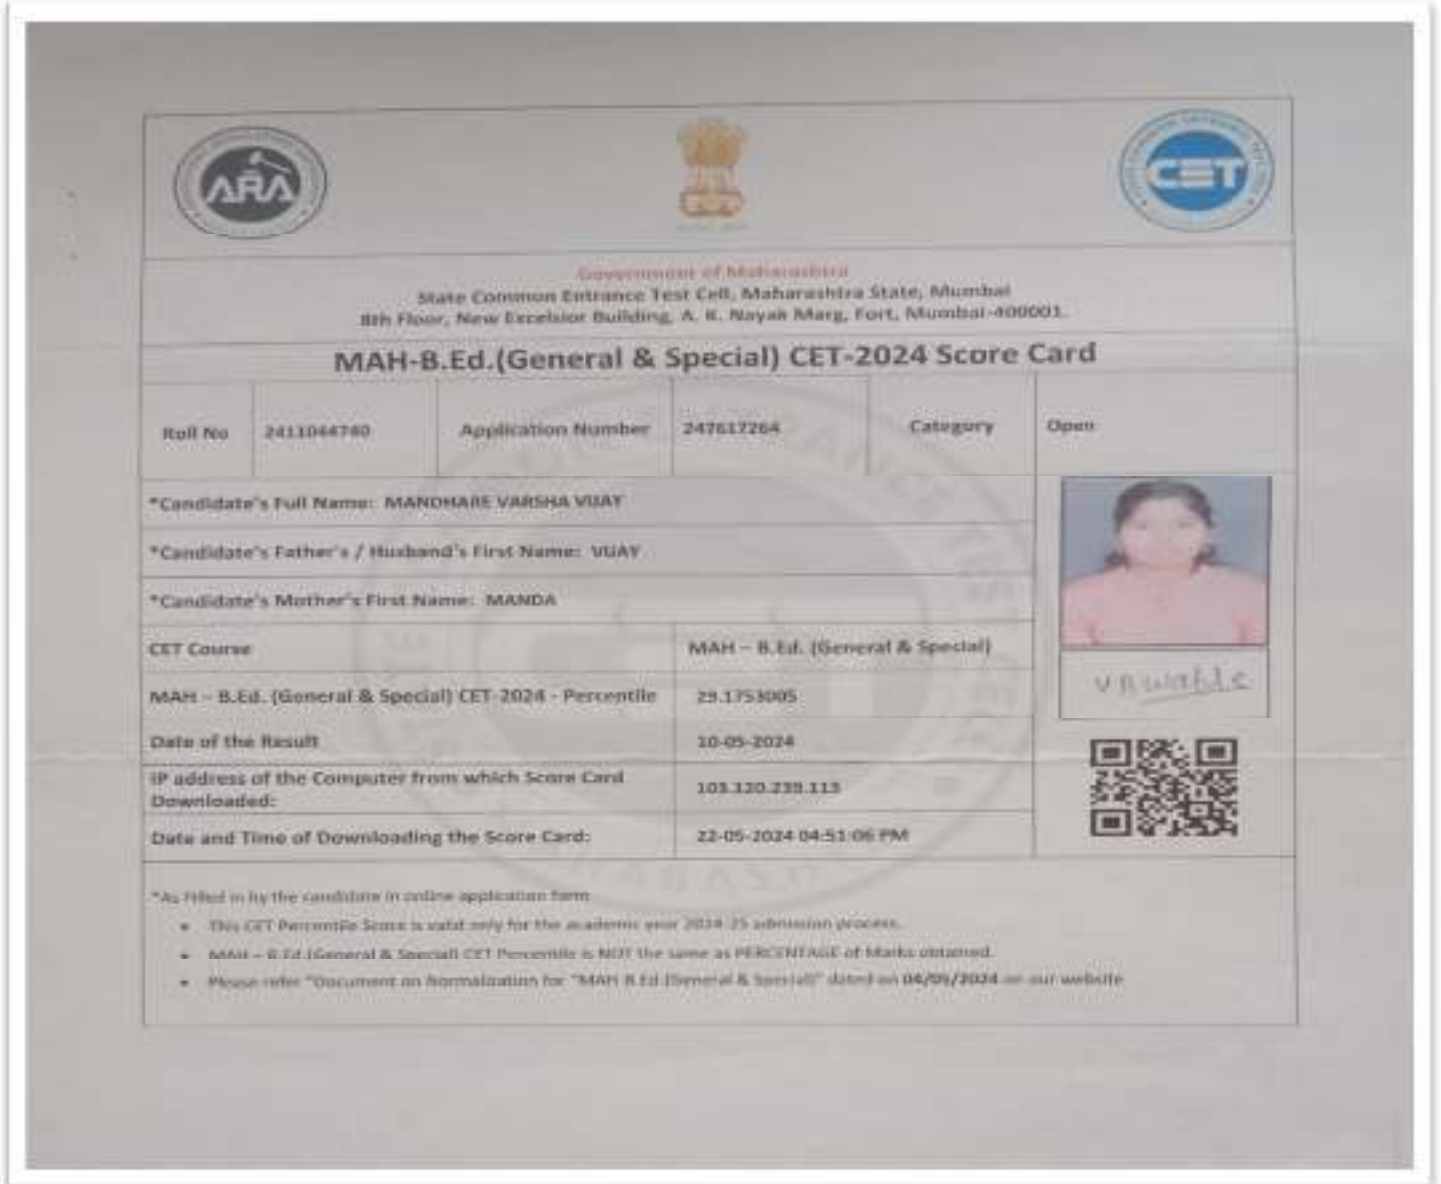 ARA
CET
Government of Maharashtra
State Common Entrance Test Cell, Maharashtra State, Mumbai
8th Floor, New Excelsior Building, A. K. Nayak Marg, Fort, Mumbai-400001.
MAH-B.Ed.(General & Special) CET-2024 Score Card
Roll No 2411044740 Application Number 247617264 Category Open
*Candidate's Full Name: MANDHARE VARSHA VIJAY
*Candidate's Father's / Husband's First Name: VIJAY
*Candidate's Mother's First Name: MANDA
CET Course MAH – B.Ed. (General & Special)
MAH – B.Ed. (General & Special) CET-2024 - Percentile 29.1753005
Date of the Result 10-05-2024
IP address of the Computer from which Score Card
Downloaded: 103.120.239.113
Date and Time of Downloading the Score Card: 22-05-2024 04:51:06 PM
*As Filled in by the candidate in online application form
• This CET Percentile Score is valid only for the academic year 2024-25 admission process.
• MAH – B.Ed.(General & Special) CET Percentile is NOT the same as PERCENTAGE of Marks obtained.
• Please refer "Document on Normalization for "MAH B.Ed.(General & Special)" dated on 04/05/2024 on our website